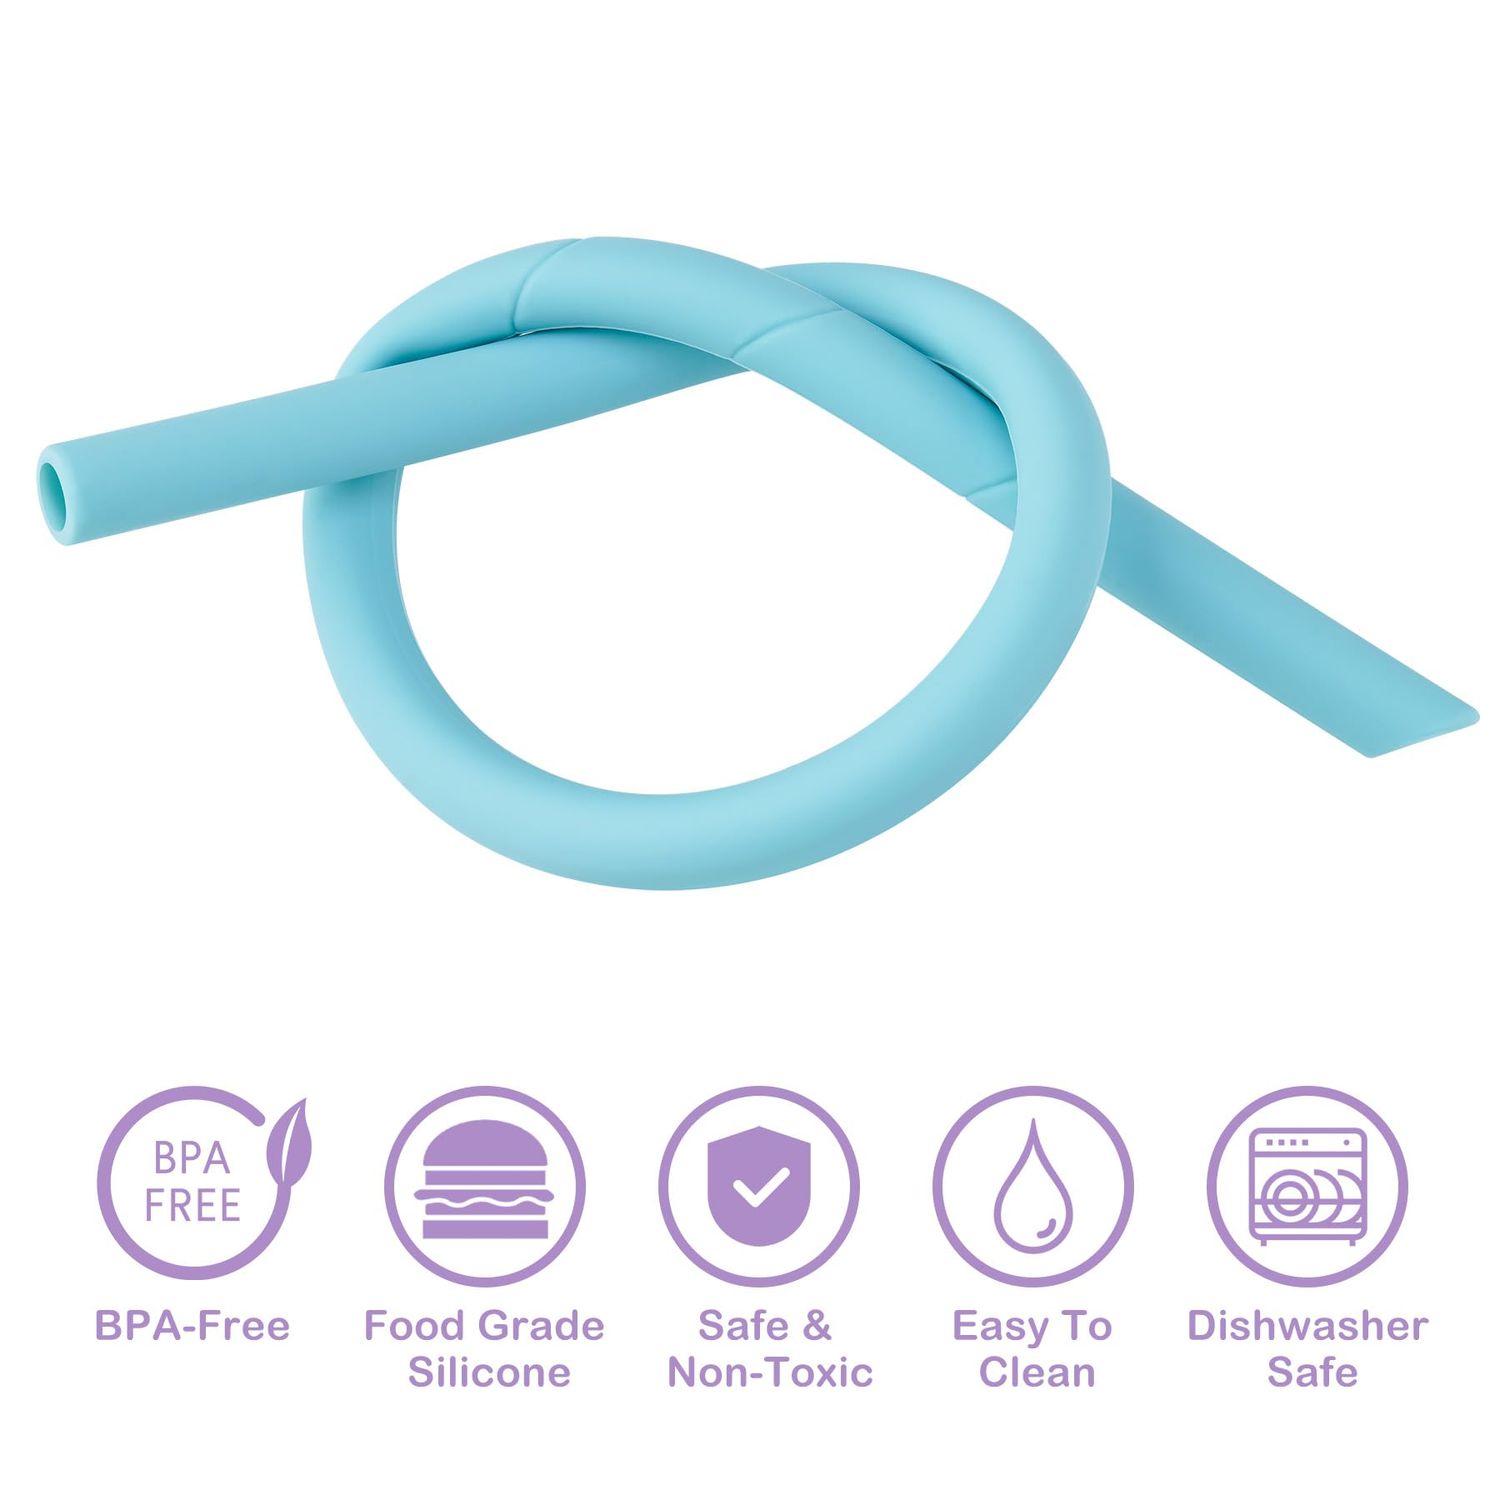 BPA
FREE
BPA-Free
Food Grade
Silicone
Safe &
Non-Toxic
Easy To
Clean
Dishwasher
Safe